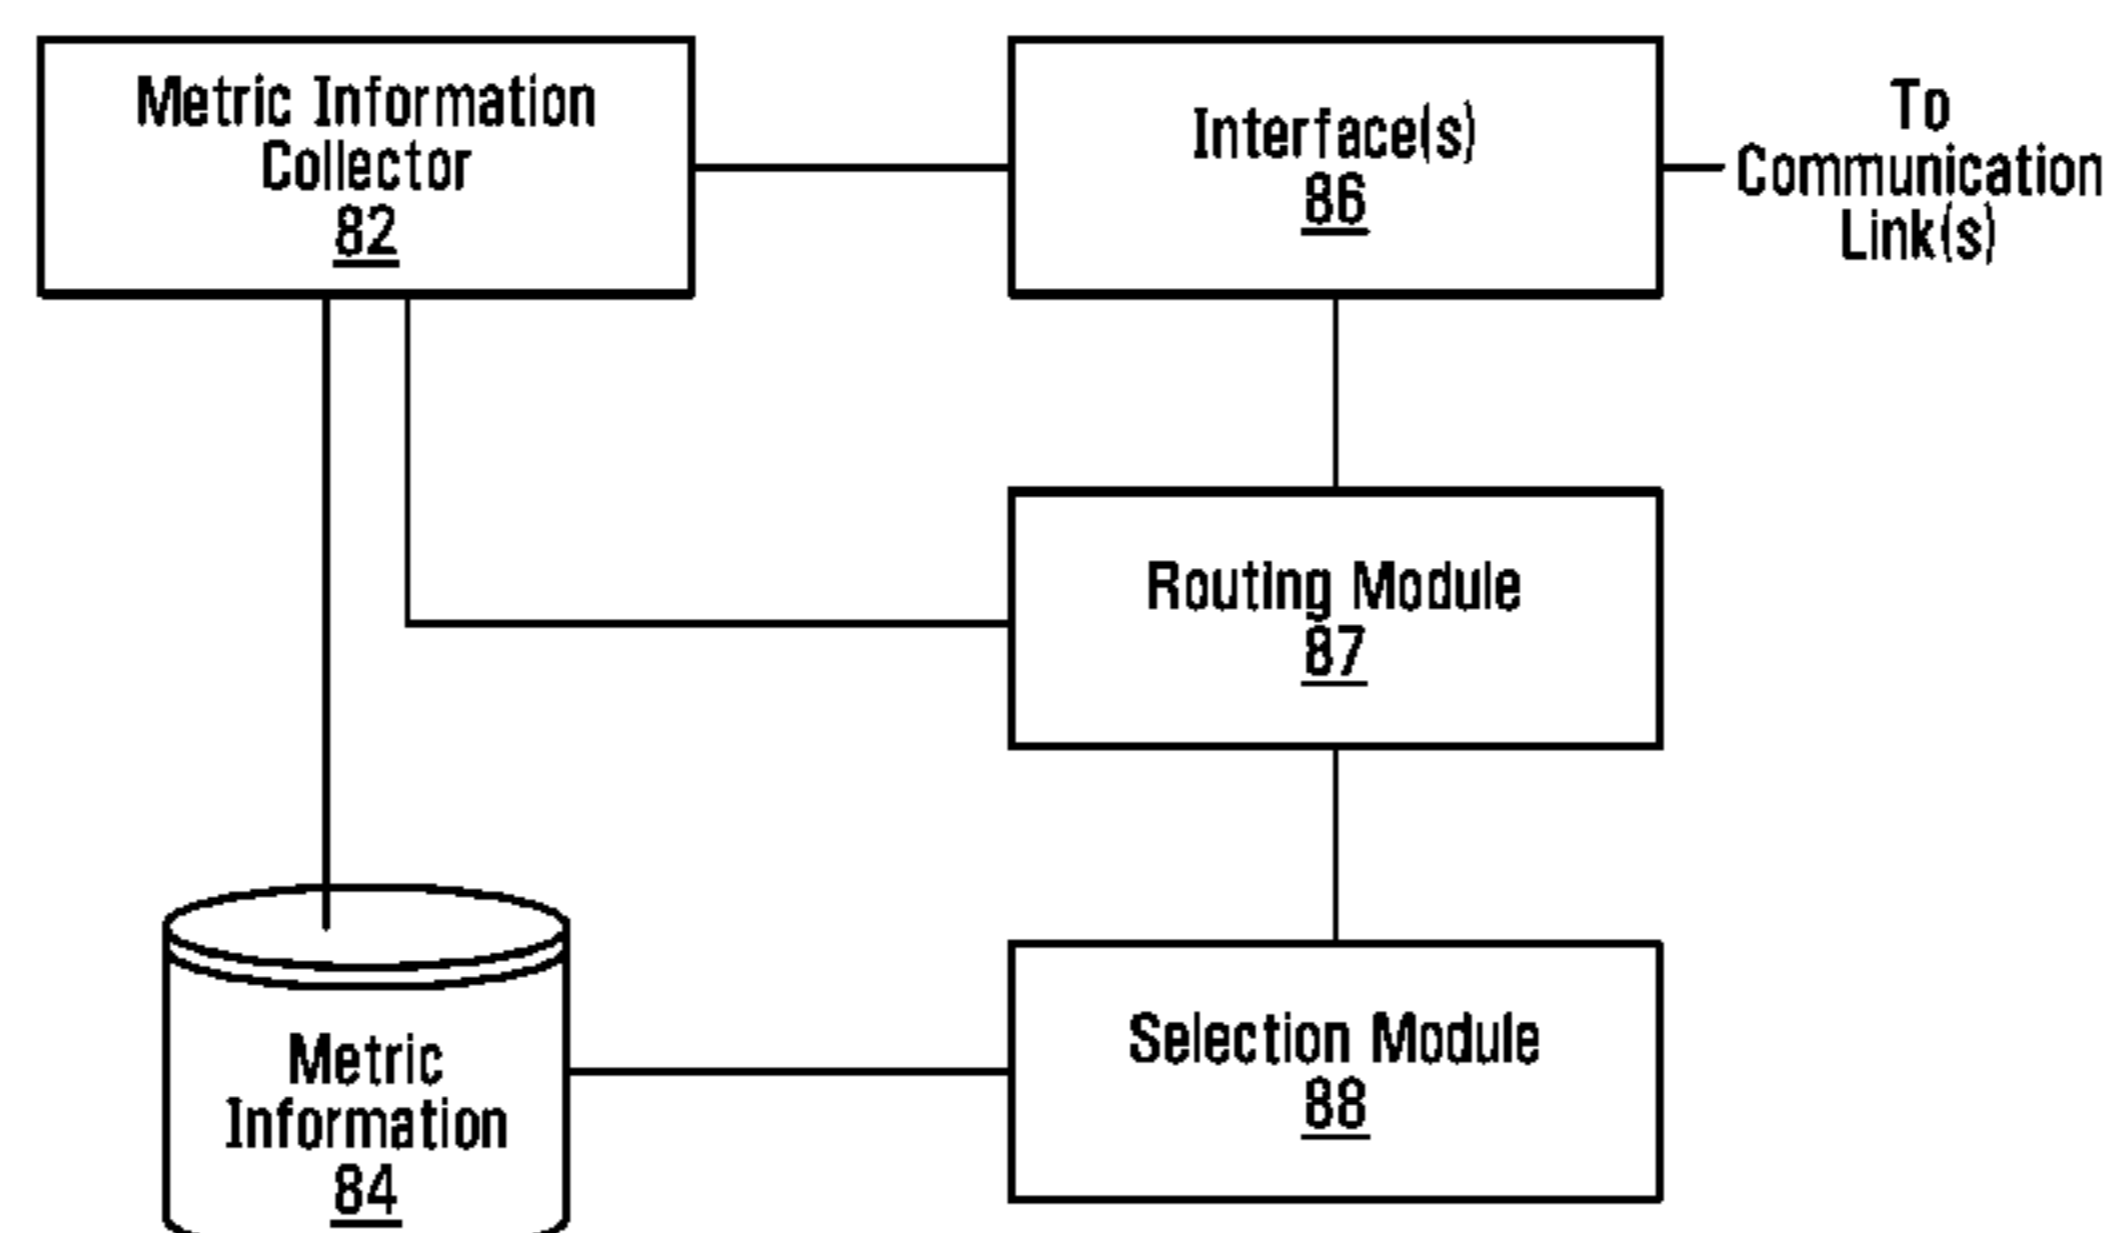 Metric Information
Collector
82
Interface(s)
86
To
Communication
Link(s)
Routing Module
87
Metric
Information
84
Selection Module
88